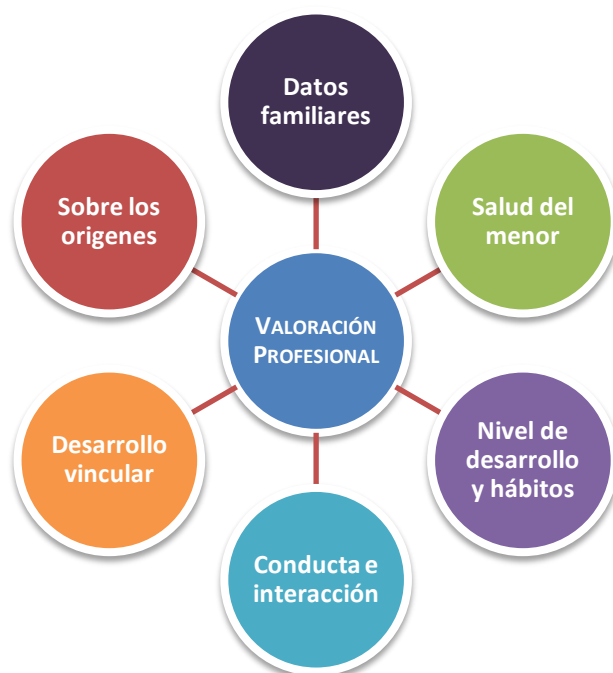 Datos
familiares
Sobre los
origenes
Salud del
menor
VALORACIÓN
PROFESIONAL
Desarrollo
vincular
Nivel de
desarrollo
y hábitos
Conducta e
interacción